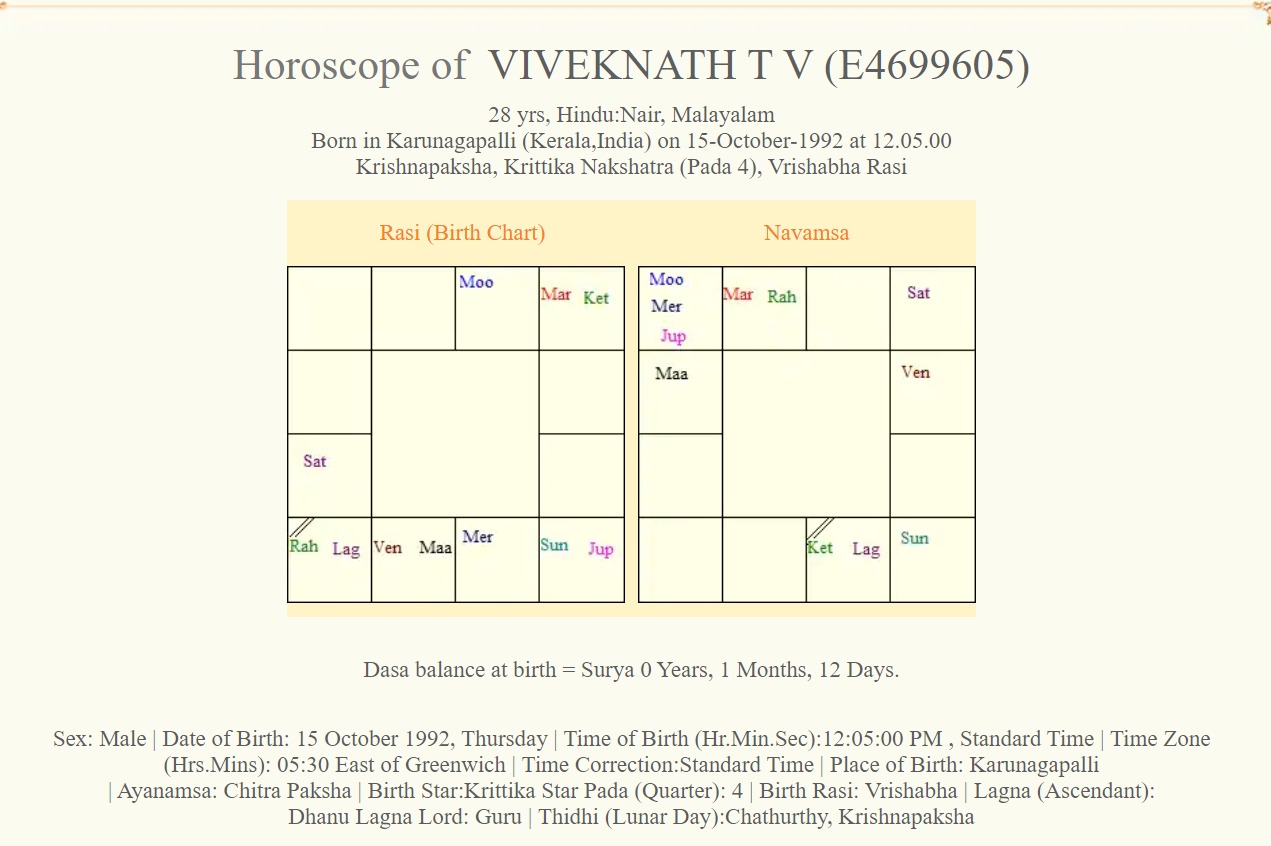 Horoscope of VIVEKNATH T V (E4699605)
28 yrs, Hindu:Nair, Malayalam
Born in Karunagapalli (Kerala,India) on 15-October-1992 at 12.05.00
Krishnapaksha, Krittika Nakshatra (Pada 4), Vrishabha Rasi
Rasi (Birth Chart)
Moo
Mar Ket
Sat
Rah Lag
Ven Maa
Mer
Sun Jup
Navamsa
Moo
Mer
Jup
Mar Rah
Sat
Maa
Ven
Ket Lag
Sun
Dasa balance at birth = Surya 0 Years, 1 Months, 12 Days.
Sex: Male | Date of Birth: 15 October 1992, Thursday | Time of Birth (Hr.Min.Sec):12:05:00 PM , Standard Time | Time Zone
(Hrs.Mins): 05:30 East of Greenwich | Time Correction:Standard Time | Place of Birth: Karunagapalli
| Ayanamsa: Chitra Paksha | Birth Star:Krittika Star Pada (Quarter): 4 | Birth Rasi: Vrishabha | Lagna (Ascendant):
Dhanu Lagna Lord: Guru | Thidhi (Lunar Day):Chathurthy, Krishnapaksha